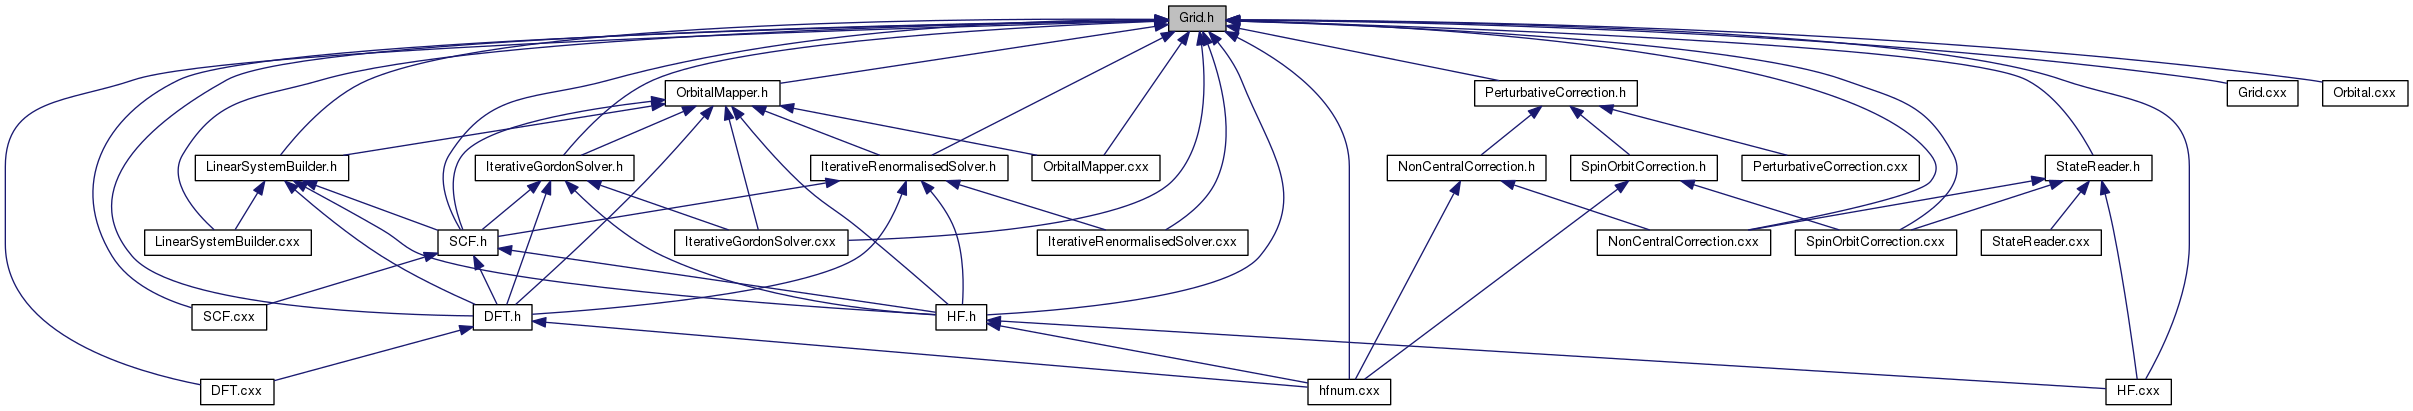 Grid.h
OrbitalMapper.h
PerturbativeCorrection.h
Grid.cxx
Orbital.cxx
LinearSystemBuilder.h
IterativeGordonSolver.h
IterativeRenormalisedSolver.h
OrbitalMapper.cxx
NonCentralCorrection.h
SpinOrbitCorrection.h
PerturbativeCorrection.cxx
StateReader.h
LinearSystemBuilder.cxx
SCF.h
IterativeGordonSolver.cxx
IterativeRenormalisedSolver.cxx
NonCentralCorrection.cxx
SpinOrbitCorrection.cxx
StateReader.cxx
SCF.cxx
DFT.h
HF.h
DFT.cxx
hfnum.cxx
HF.cxx